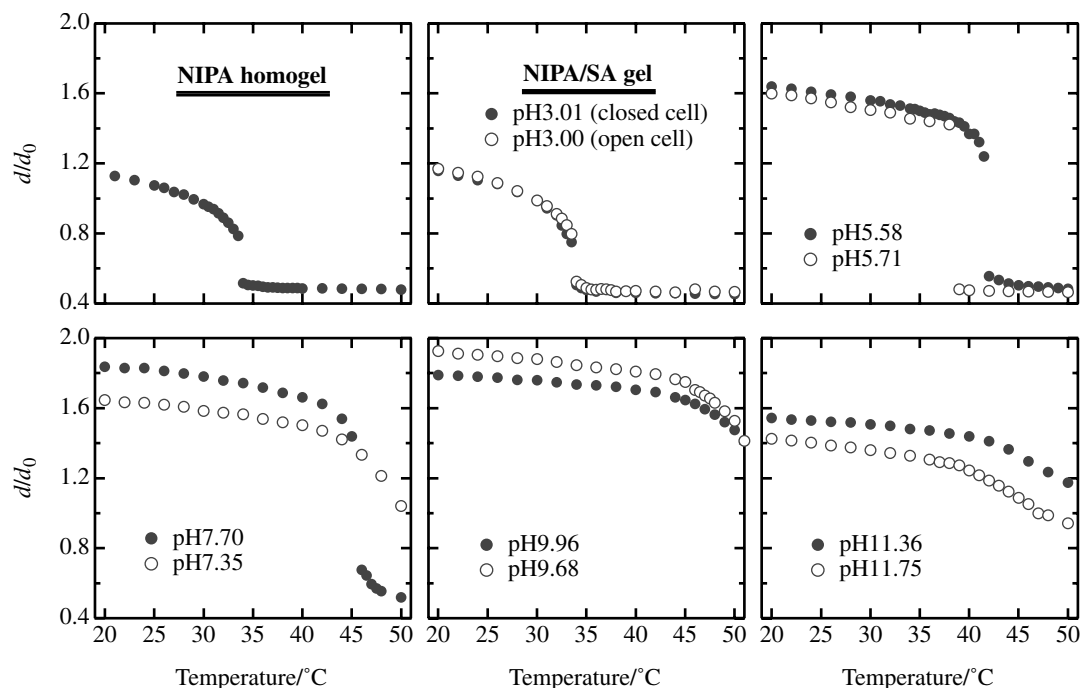 2.0
1.6
1.2
0.8
0.4
d/d0
NIPA homogel
NIPA/SA gel
pH3.01 (closed cell)
pH3.00 (open cell)
pH5.58
pH5.71
2.0
1.6
1.2
0.8
0.4
d/d0
pH7.70
pH7.35
pH9.96
pH9.68
pH11.36
pH11.75
20 25 30 35 40 45 50
20 25 30 35 40 45 50
20 25 30 35 40 45 50
Temperature/˚C
Temperature/˚C
Temperature/˚C